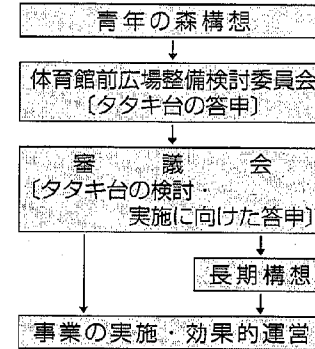 青年の森構想
体育館前広場整備検討委員会
〔タタキ台の答申〕
審議会
〔タタキ台の検討・
実施に向けた答申〕
長期構想
事業の実施・効果的運営